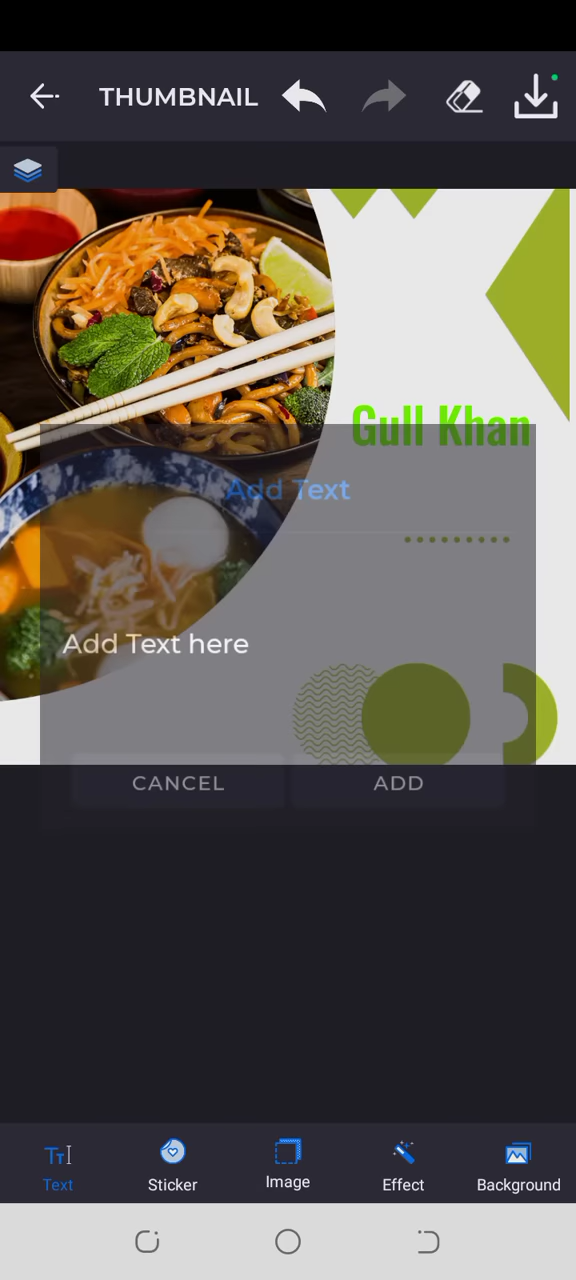 THUMBNAIL
Gull Khan
Add Text
Add Text here
CANCEL ADD
Text Sticker Image Effect Background